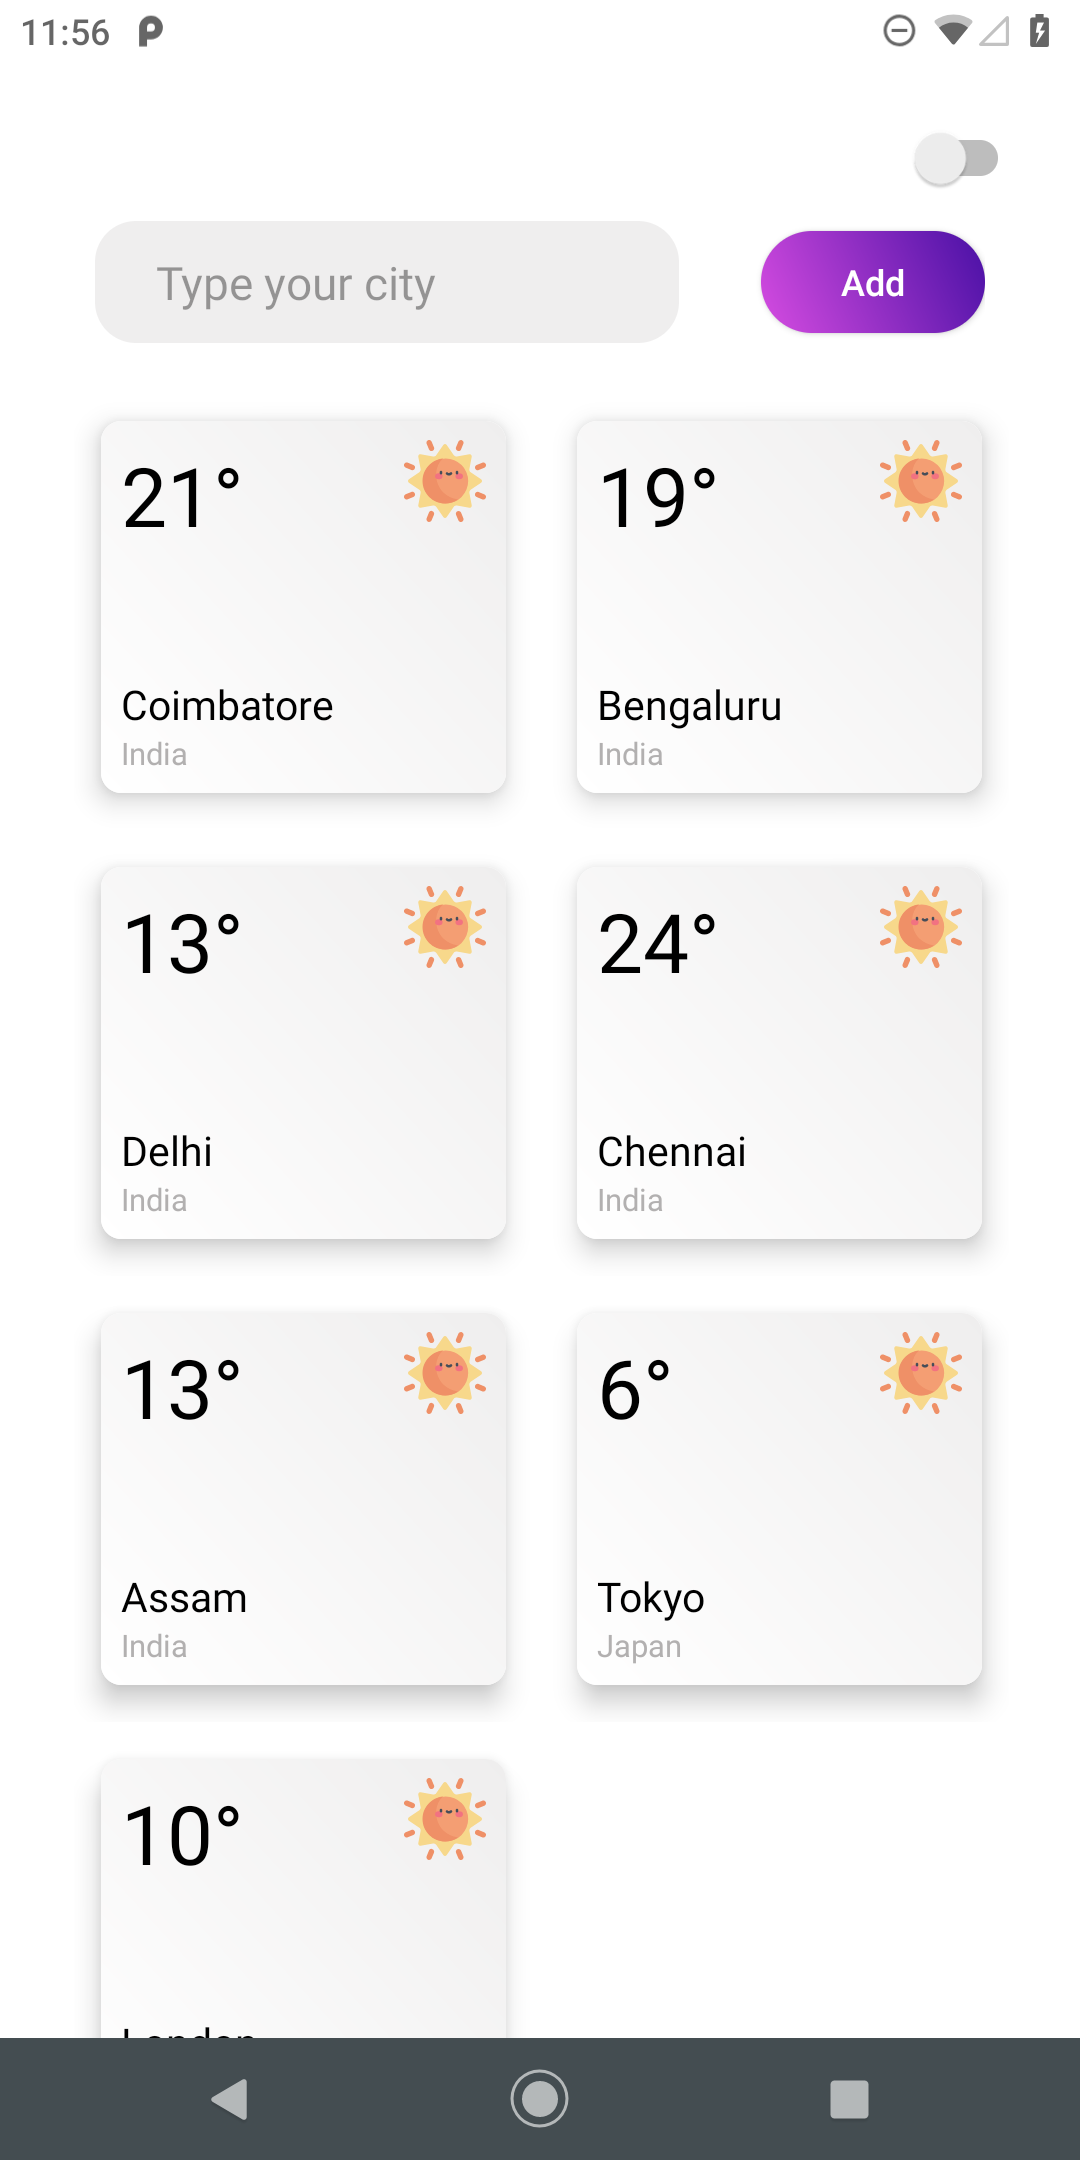 11:56
Type your city
Add
21°
19°
Coimbatore
India
Bengaluru
India
13°
24°
Delhi
India
Chennai
India
13°
6°
Assam
India
Tokyo
Japan
10°
London